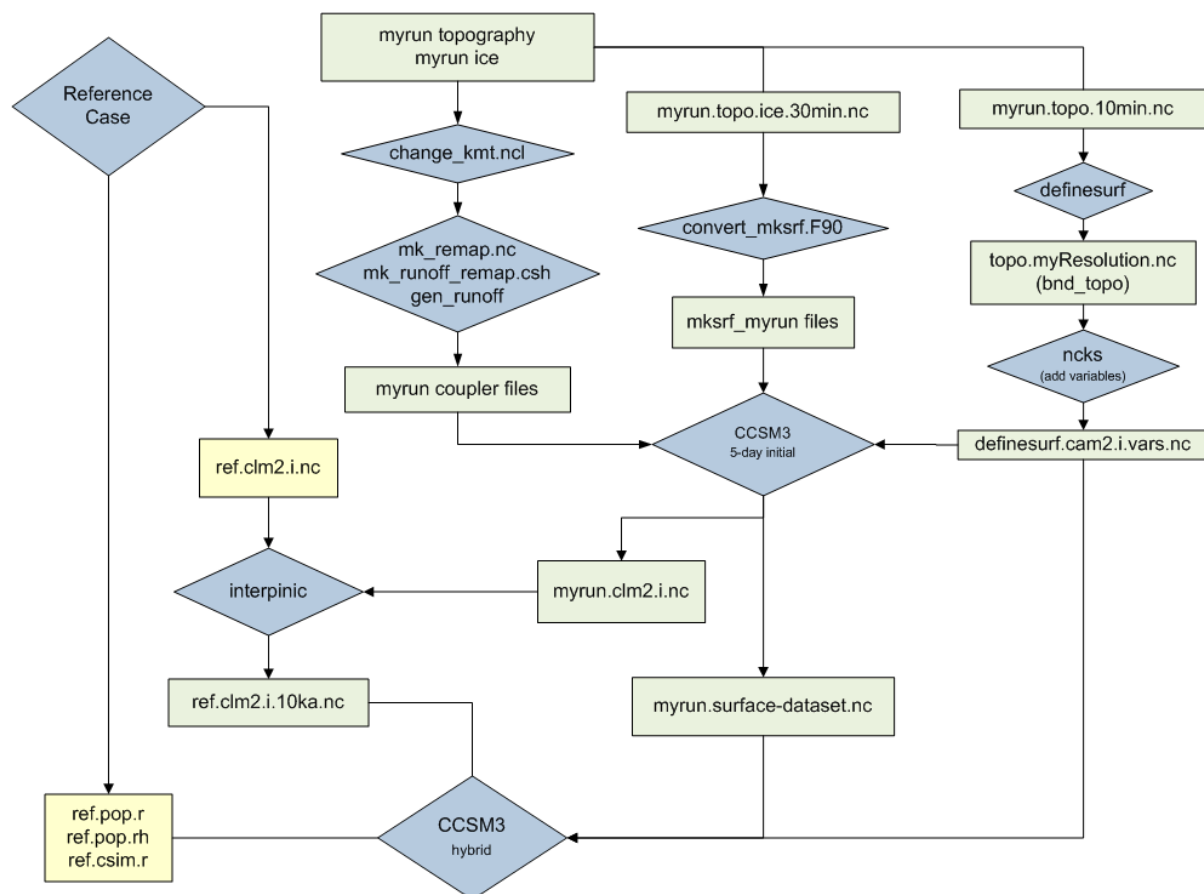 myrun topography
myrun ice
Reference
Case
myrun.topo.ice.30min.nc
myrun.topo.10min.nc
change_kmt.ncl
definesurf
convert_mksrf.F90
mk_remap.nc
mk_runoff_remap.csh
gen_runoff
topo.myResolution.nc
(bnd_topo)
mksrf_myrun files
ncks
(add variables)
myrun coupler files
CCSM3
5-day initial
definesurf.cam2.i.vars.nc
ref.clm2.i.nc
interpinic
myrun.clm2.i.nc
ref.clm2.i.10ka.nc
myrun.surface-dataset.nc
ref.pop.r
ref.pop.rh
ref.csim.r
CCSM3
hybrid